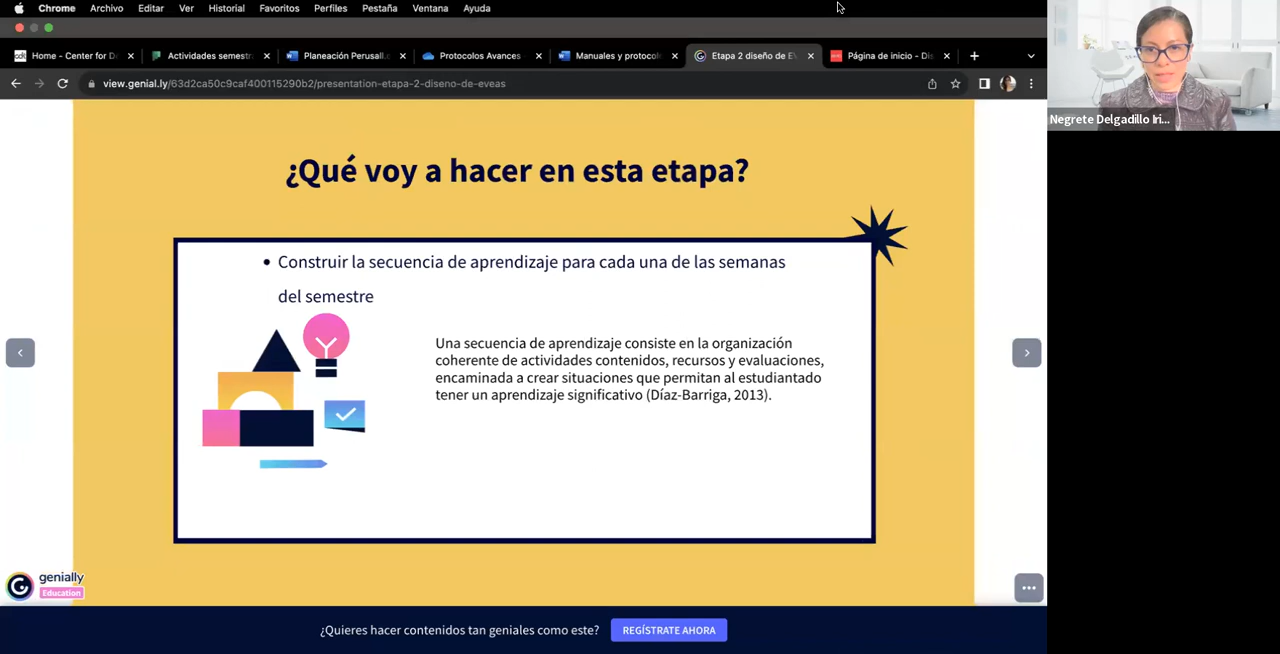 Chrome Archivo Editar Ver Historial Favoritos Perfiles Pestaña Ventana Ayuda
Home - Center for D Actividades semestr Planeación Perusall. Protocolos Avances Manuales y protocol Etapa 2 diseño de EV Página de inicio - Dis
view.genial.ly/63d2ca50c9caf400115290b2/presentation-etapa-2-diseno-de-eveas
Negrete Delgadillo Iri...
¿Qué voy a hacer en esta etapa?
• Construir la secuencia de aprendizaje para cada una de las semanas
del semestre
Una secuencia de aprendizaje consiste en la organización
coherente de actividades contenidos, recursos y evaluaciones,
encaminada a crear situaciones que permitan al estudiantado
tener un aprendizaje significativo (Díaz-Barriga, 2013).
genially
Education
¿Quieres hacer contenidos tan geniales como este? REGÍSTRATE AHORA